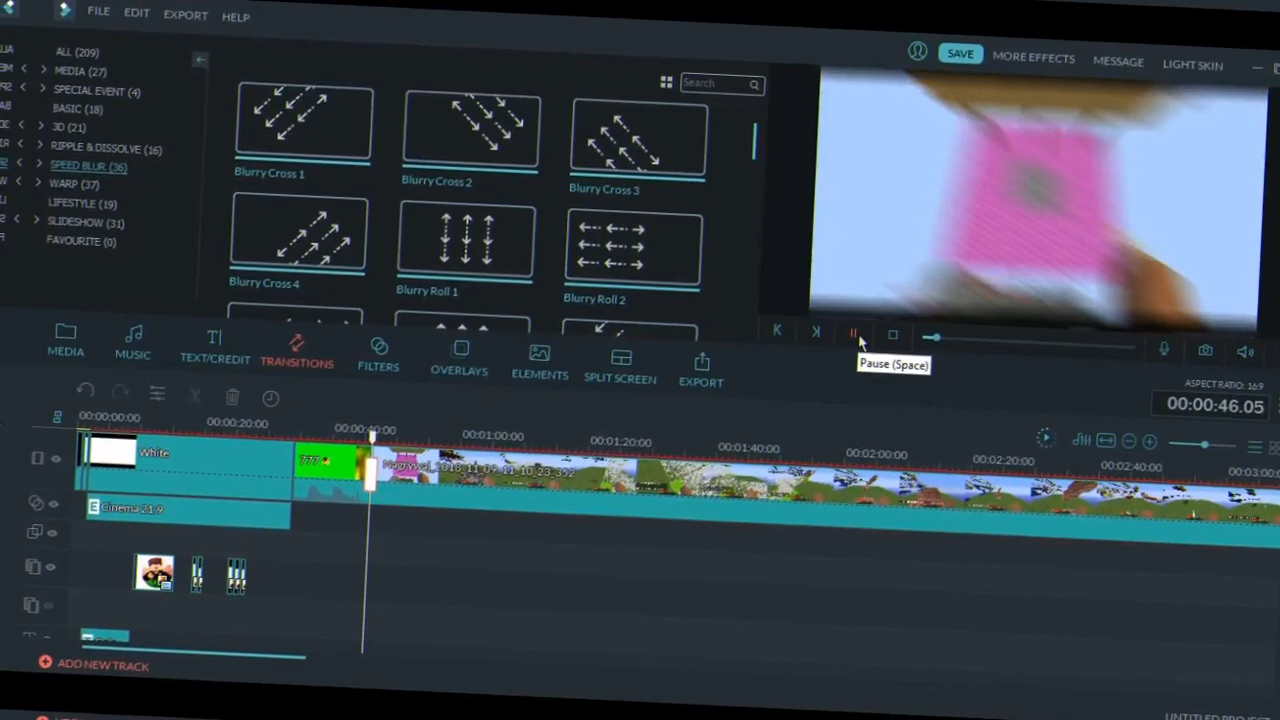 FILE EDIT EXPORT HELP
SAVE MORE EFFECTS MESSAGE LIGHT SKIN
ALL (209)
MEDIA (27)
SPECIAL EVENT (4)
BASIC (18)
3D (21)
RIPPLE & DISSOLVE (16)
SPEED BLUR (36)
WARP (37)
LIFESTYLE (19)
SLIDESHOW (31)
FAVOURITE (0)
Search
Blurry Cross 1
Blurry Cross 2
Blurry Cross 3
Blurry Cross 4
Blurry Roll 1
Blurry Roll 2
Pause (Space)
MEDIA MUSIC TEXT/CREDIT TRANSITIONS FILTERS OVERLAYS ELEMENTS SPLIT SCREEN EXPORT
ASPECT RATIO: 16:9
00:00:46.05
00:00:00:00 00:00:20:00 00:00:40:00 00:01:00:00 00:01:20:00 00:01:40:00 00:02:00:00 00:02:20:00 00:02:40:00
White
777
Nagrywal_2018_11_09_11_10_23_352
E Cinema 21:9
ADD NEW TRACK
UNTITLED PROJECT